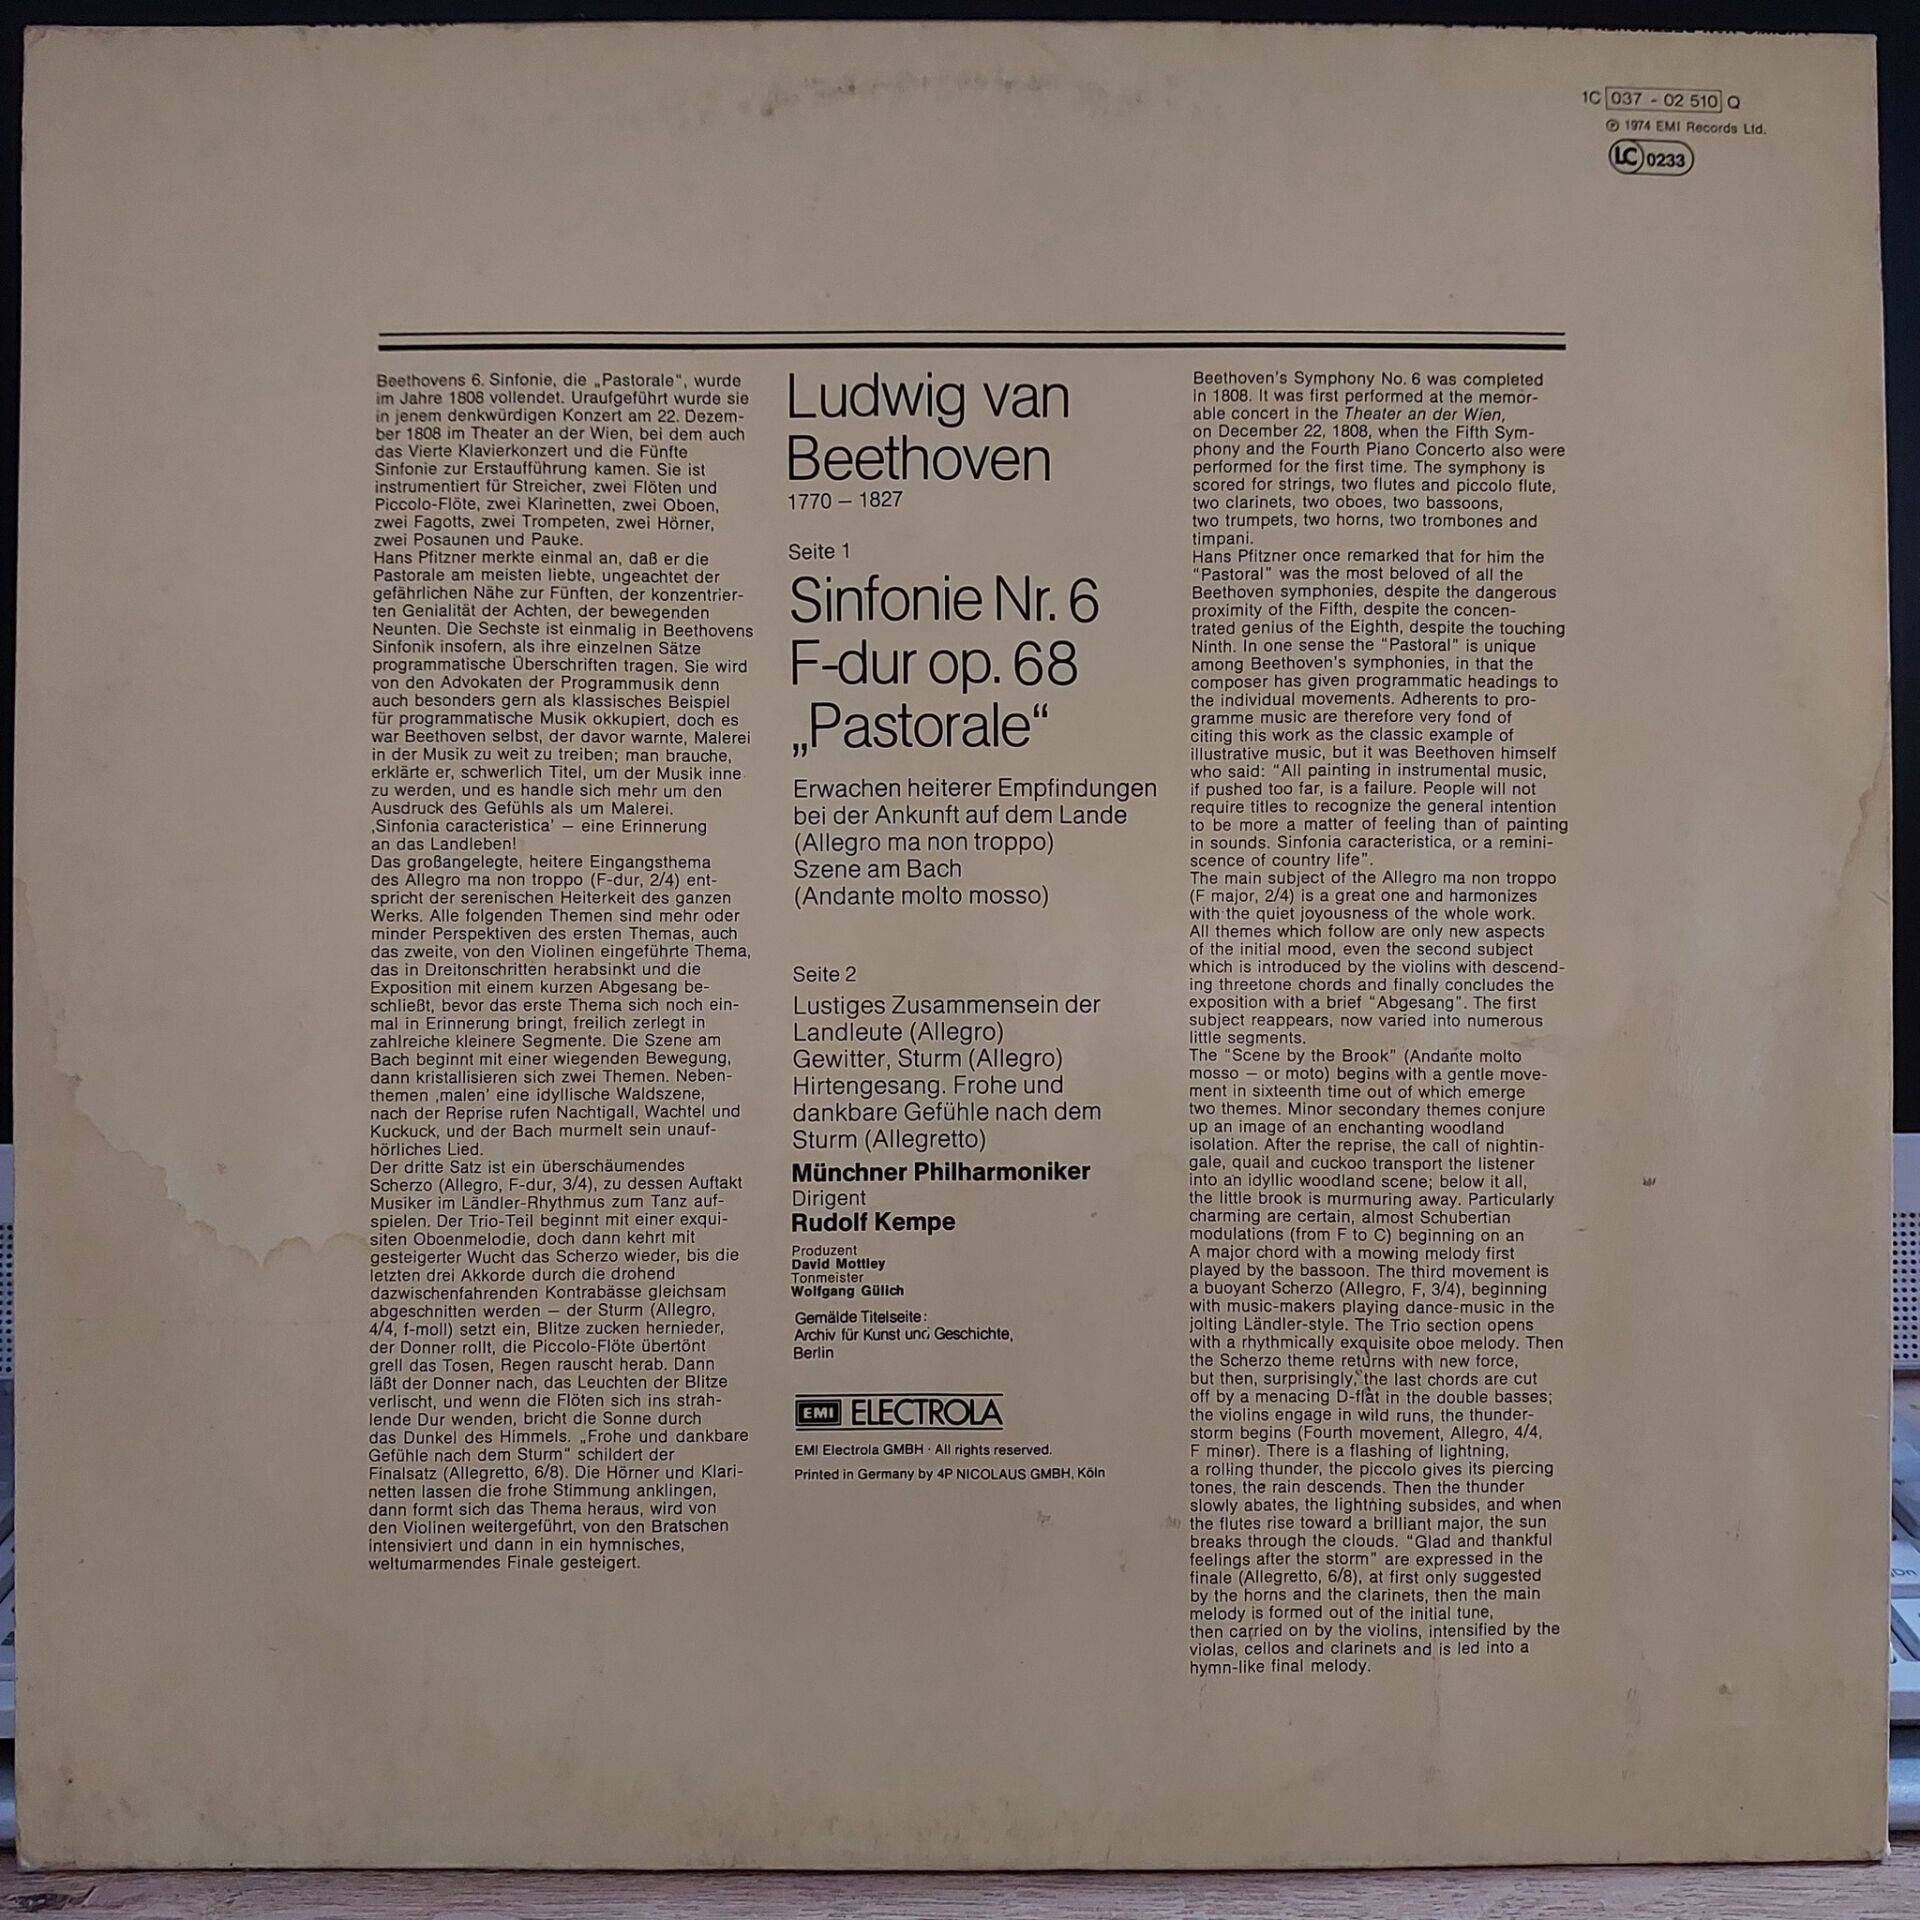 1C 037 - 02 510 Q
℗ 1974 EMI Records Ltd.
LC 0233
Beethovens 6. Sinfonie, die „Pastorale“, wurde
im Jahre 1808 vollendet. Uraufgeführt wurde sie
in jenem denkwürdigen Konzert am 22. Dezem-
ber 1808 im Theater an der Wien, bei dem auch
das Vierte Klavierkonzert und die Fünfte
Sinfonie zur Erstaufführung kamen. Sie ist
instrumentiert für Streicher, zwei Flöten und
Piccolo-Flöte, zwei Klarinetten, zwei Oboen,
zwei Fagotts, zwei Trompeten, zwei Hörner,
zwei Posaunen und Pauke.
Hans Pfitzner merkte einmal an, daß er die
Pastorale am meisten liebte, ungeachtet der
gefährlichen Nähe zur Fünften, der konzentrier-
ten Genialität der Achten, der bewegenden
Neunten. Die Sechste ist einmalig in Beethovens
Sinfonik insofern, als ihre einzelnen Sätze
programmatische Überschriften tragen. Sie wird
von den Advokaten der Programmusik denn
auch besonders gern als klassisches Beispiel
für programmatische Musik okkupiert, doch es
war Beethoven selbst, der davor warnte, Malerei
in der Musik zu weit zu treiben; man brauche,
erklärte er, schwerlich Titel, um der Musik inne
zu werden, und es handle sich mehr um den
Ausdruck des Gefühls als um Malerei.
‚Sinfonia caracteristica’ – eine Erinnerung
an das Landleben!
Das großangelegte, heitere Eingangsthema
des Allegro ma non troppo (F-dur, 2/4) ent-
spricht der serenischen Heiterkeit des ganzen
Werks. Alle folgenden Themen sind mehr oder
minder Perspektiven des ersten Themas, auch
das zweite, von den Violinen eingeführte Thema,
das in Dreitonschritten herabsinkt und die
Exposition mit einem kurzen Abgesang be-
schließt, bevor das erste Thema sich noch ein-
mal in Erinnerung bringt, freilich zerlegt in
zahlreiche kleinere Segmente. Die Szene am
Bach beginnt mit einer wiegenden Bewegung,
dann kristallisieren sich zwei Themen. Neben-
themen ‚malen’ eine idyllische Waldszene,
nach der Reprise rufen Nachtigall, Wachtel und
Kuckuck, und der Bach murmelt sein unauf-
hörliches Lied.
Der dritte Satz ist ein überschäumendes
Scherzo (Allegro, F-dur, 3/4), zu dessen Auftakt
Musiker im Ländler-Rhythmus zum Tanz auf-
spielen. Der Trio-Teil beginnt mit einer exqui-
siten Oboenmelodie, doch dann kehrt mit
gesteigerter Wucht das Scherzo wieder, bis die
letzten drei Akkorde durch die drohend
dazwischenfahrenden Kontrabässe gleichsam
abgeschnitten werden – der Sturm (Allegro,
4/4, f-moll) setzt ein, Blitze zucken hernieder,
der Donner rollt, die Piccolo-Flöte übertönt
grell das Tosen, Regen rauscht herab. Dann
läßt der Donner nach, das Leuchten der Blitze
verlischt, und wenn die Flöten sich ins strah-
lende Dur wenden, bricht die Sonne durch
das Dunkel des Himmels. „Frohe und dankbare
Gefühle nach dem Sturm“ schildert der
Finalsatz (Allegretto, 6/8). Die Hörner und Klari-
netten lassen die frohe Stimmung anklingen,
dann formt sich das Thema heraus, wird von
den Violinen weitergeführt, von den Bratschen
intensiviert und dann in ein hymnisches,
weltumarmendes Finale gesteigert.
Ludwig van
Beethoven
1770 – 1827
Seite 1
Sinfonie Nr. 6
F-dur op. 68
„Pastorale“
Erwachen heiterer Empfindungen
bei der Ankunft auf dem Lande
(Allegro ma non troppo)
Szene am Bach
(Andante molto mosso)
Seite 2
Lustiges Zusammensein der
Landleute (Allegro)
Gewitter, Sturm (Allegro)
Hirtengesang. Frohe und
dankbare Gefühle nach dem
Sturm (Allegretto)
Münchner Philharmoniker
Dirigent
Rudolf Kempe
Produzent
David Mottley
Tonmeister
Wolfgang Gülich
Gemälde Titelseite:
Archiv für Kunst und Geschichte,
Berlin
EMI ELECTROLA
EMI Electrola GMBH · All rights reserved.
Printed in Germany by 4P NICOLAUS GMBH, Köln
Beethoven's Symphony No. 6 was completed
in 1808. It was first performed at the memor-
able concert in the Theater an der Wien,
on December 22, 1808, when the Fifth Sym-
phony and the Fourth Piano Concerto also were
performed for the first time. The symphony is
scored for strings, two flutes and piccolo flute,
two clarinets, two oboes, two bassoons,
two trumpets, two horns, two trombones and
timpani.
Hans Pfitzner once remarked that for him the
“Pastoral” was the most beloved of all the
Beethoven symphonies, despite the dangerous
proximity of the Fifth, despite the concen-
trated genius of the Eighth, despite the touching
Ninth. In one sense the “Pastoral” is unique
among Beethoven's symphonies, in that the
composer has given programmatic headings to
the individual movements. Adherents to pro-
gramme music are therefore very fond of
citing this work as the classic example of
illustrative music, but it was Beethoven himself
who said: “All painting in instrumental music,
if pushed too far, is a failure. People will not
require titles to recognize the general intention
to be more a matter of feeling than of painting
in sounds. Sinfonia caracteristica, or a remini-
scence of country life”.
The main subject of the Allegro ma non troppo
(F major, 2/4) is a great one and harmonizes
with the quiet joyousness of the whole work.
All themes which follow are only new aspects
of the initial mood, even the second subject
which is introduced by the violins with descend-
ing threetone chords and finally concludes the
exposition with a brief “Abgesang”. The first
subject reappears, now varied into numerous
little segments.
The “Scene by the Brook” (Andante molto
mosso – or moto) begins with a gentle move-
ment in sixteenth time out of which emerge
two themes. Minor secondary themes conjure
up an image of an enchanting woodland
isolation. After the reprise, the call of nightin-
gale, quail and cuckoo transport the listener
into an idyllic woodland scene; below it all,
the little brook is murmuring away. Particularly
charming are certain, almost Schubertian
modulations (from F to C) beginning on an
A major chord with a mowing melody first
played by the bassoon. The third movement is
a buoyant Scherzo (Allegro, F, 3/4), beginning
with music-makers playing dance-music in the
jolting Ländler-style. The Trio section opens
with a rhythmically exquisite oboe melody. Then
the Scherzo theme returns with new force,
but then, surprisingly, the last chords are cut
off by a menacing D-flat in the double basses;
the violins engage in wild runs, the thunder-
storm begins (Fourth movement, Allegro, 4/4,
F minor). There is a flashing of lightning,
a rolling thunder, the piccolo gives its piercing
tones, the rain descends. Then the thunder
slowly abates, the lightning subsides, and when
the flutes rise toward a brilliant major, the sun
breaks through the clouds. “Glad and thankful
feelings after the storm” are expressed in the
finale (Allegretto, 6/8), at first only suggested
by the horns and the clarinets, then the main
melody is formed out of the initial tune,
then carried on by the violins, intensified by the
violas, cellos and clarinets and is led into a
hymn-like final melody.